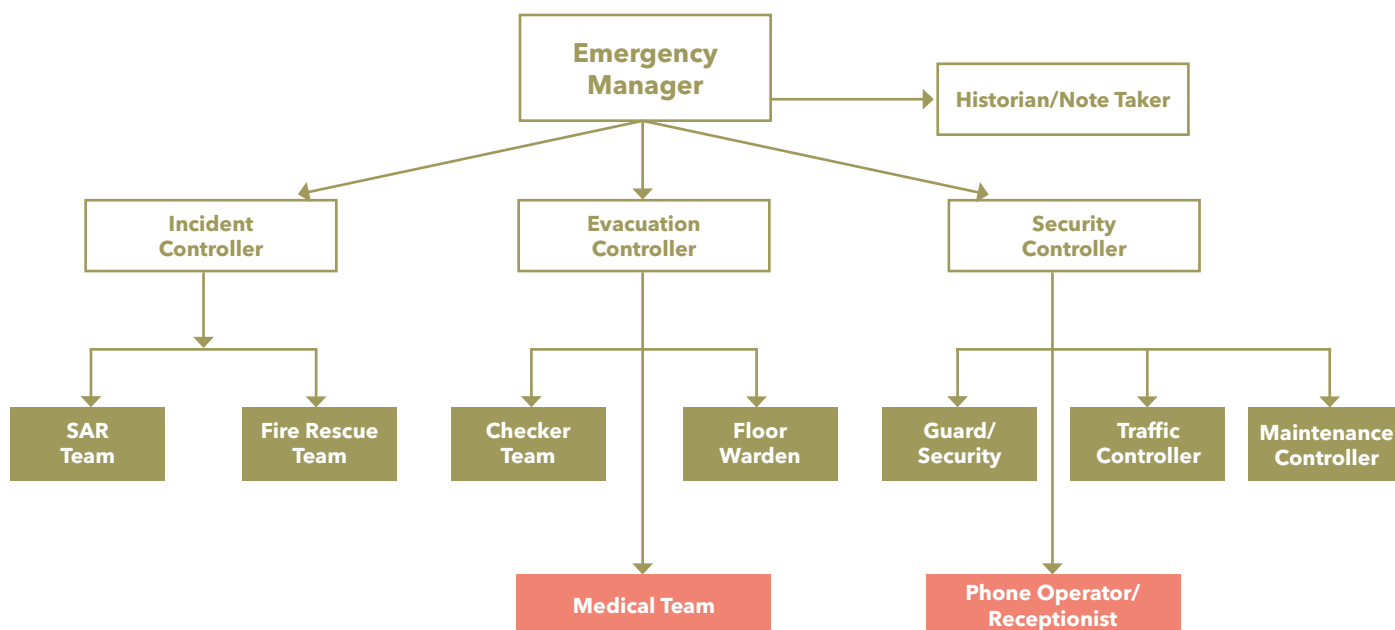 Emergency
Manager
Historian/Note Taker
Incident
Controller
Evacuation
Controller
Security
Controller
SAR
Team
Fire Rescue
Team
Checker
Team
Floor
Warden
Guard/
Security
Traffic
Controller
Maintenance
Controller
Medical Team
Phone Operator/
Receptionist